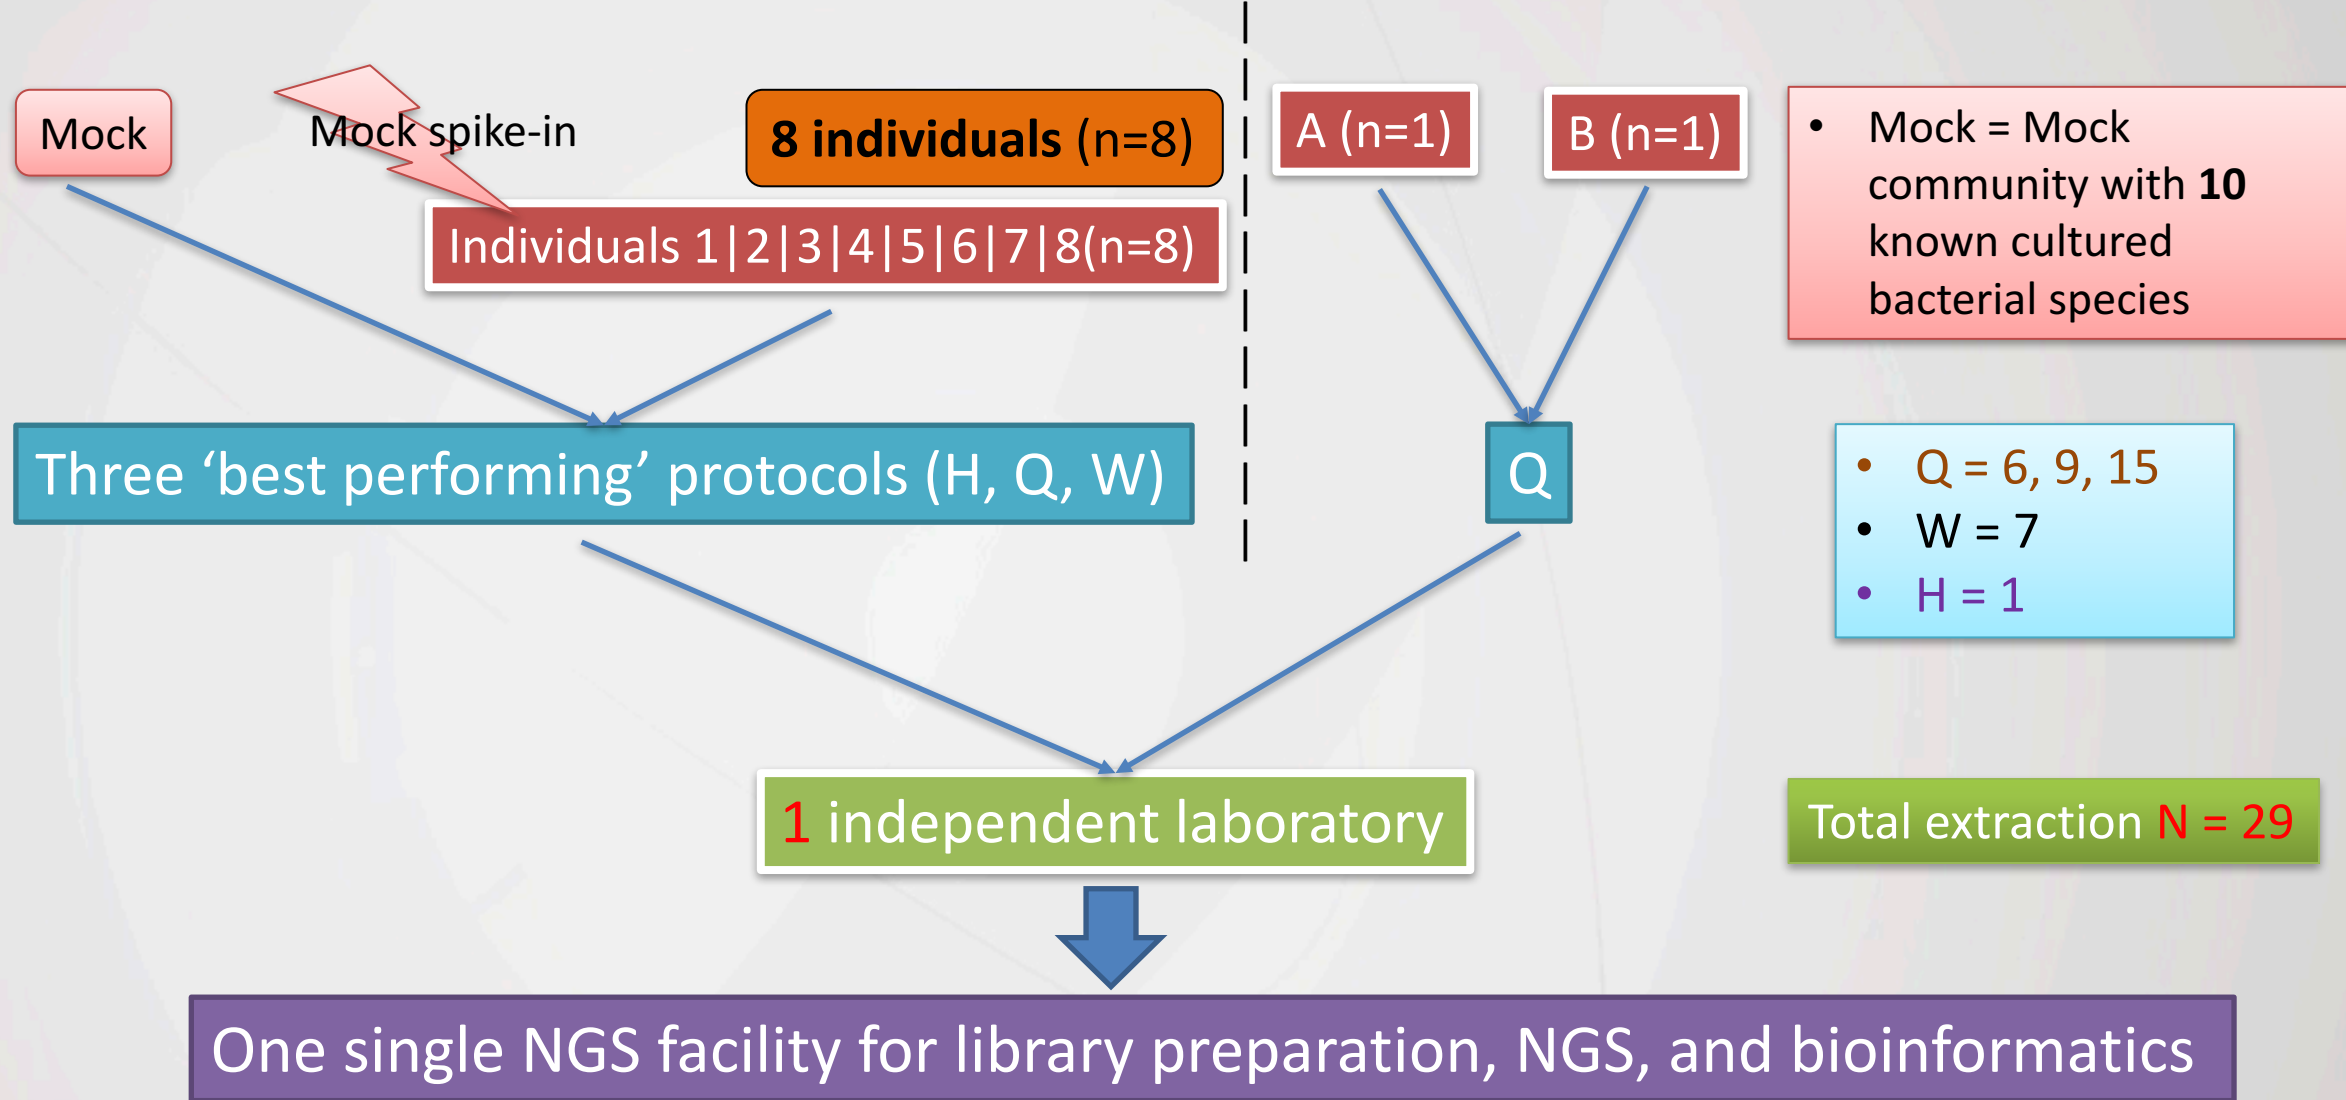 Mock
Mock spike-in
8 individuals (n=8)
Individuals 1|2|3|4|5|6|7|8(n=8)
A (n=1)
B (n=1)
• Mock = Mock
community with 10
known cultured
bacterial species
Three ‘best performing’ protocols (H, Q, W)
Q
• Q = 6, 9, 15
• W = 7
• H = 1
1 independent laboratory
Total extraction N = 29
One single NGS facility for library preparation, NGS, and bioinformatics